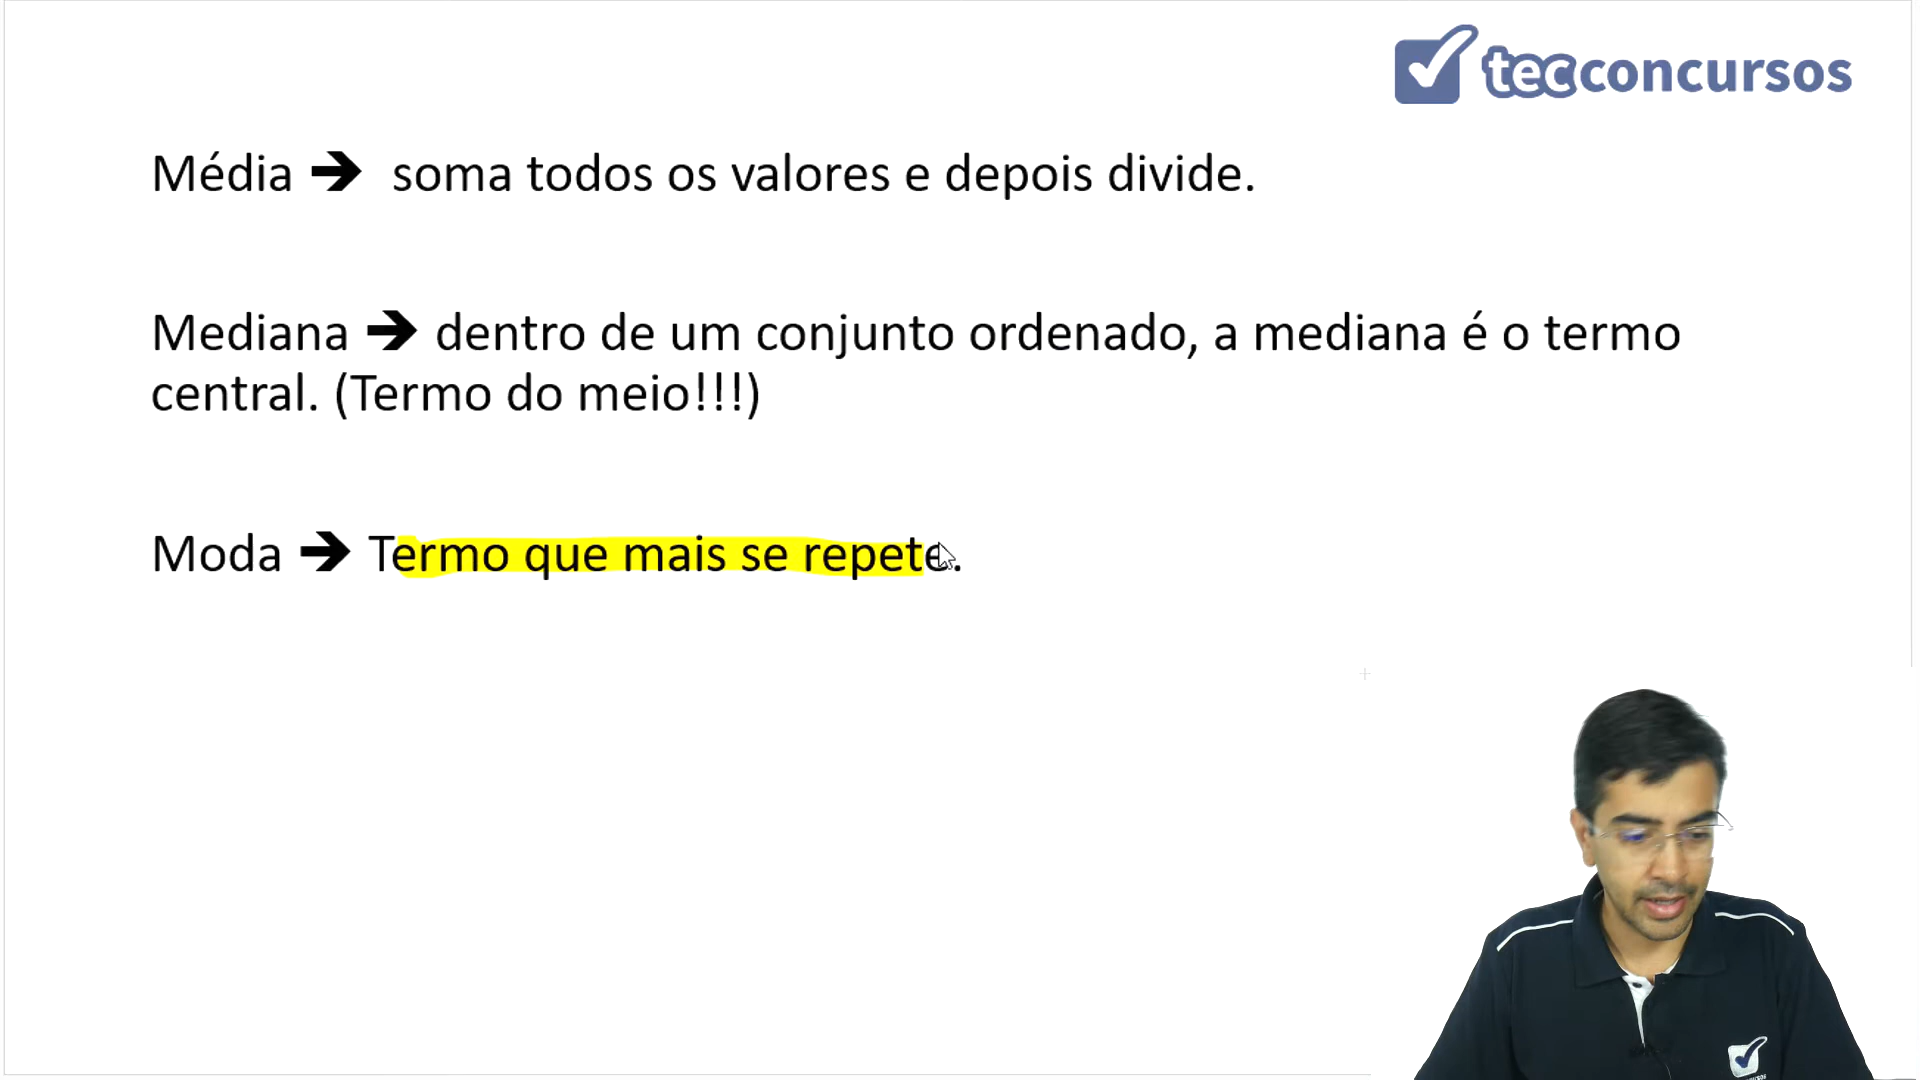 tecconcursos
Média 🡪 soma todos os valores e depois divide.
Mediana 🡪 dentro de um conjunto ordenado, a mediana é o termo
central. (Termo do meio!!!)
Moda 🡪 Termo que mais se repete.